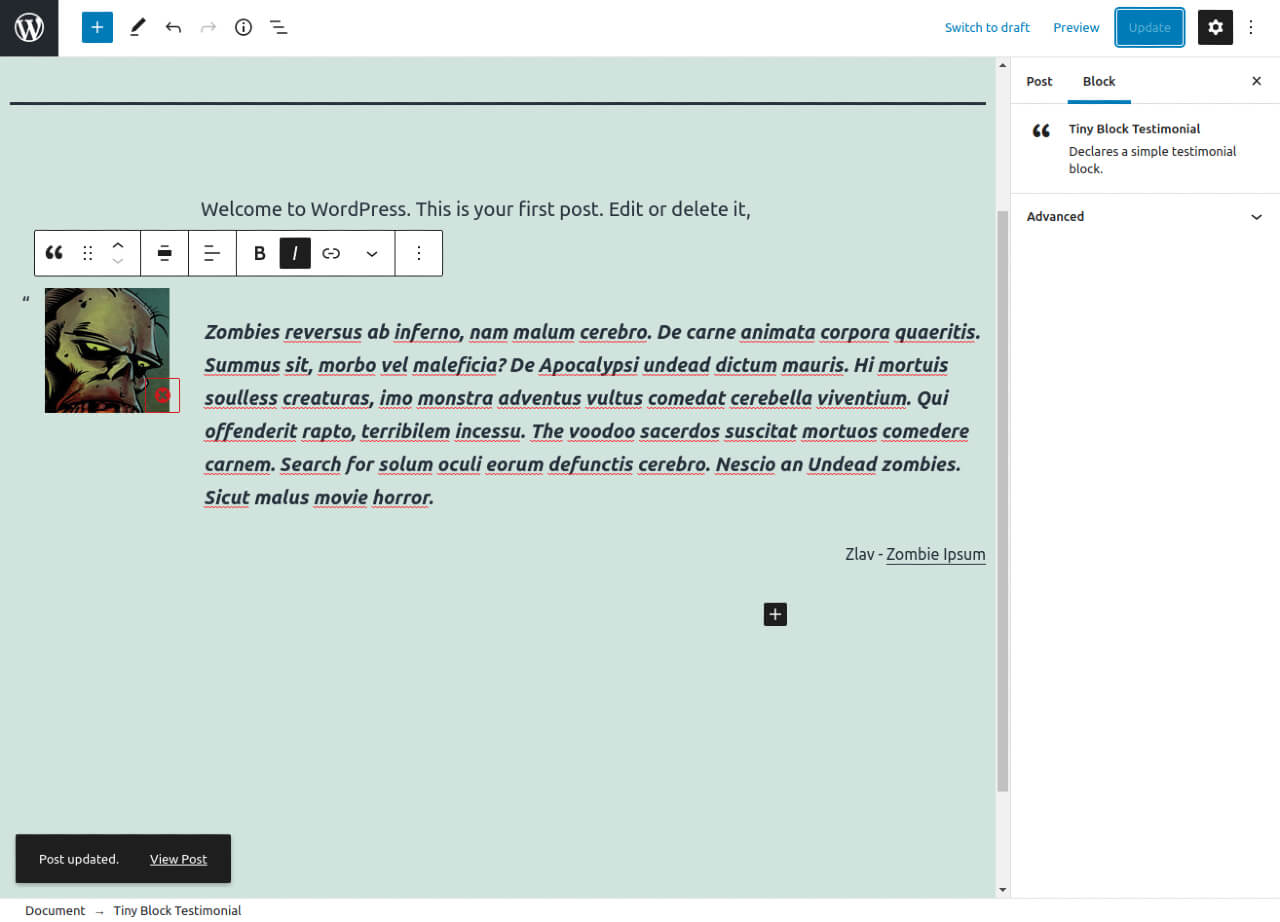 Switch to draft
Preview
Update
Post
Block
Tiny Block Testimonial
Declares a simple testimonial
block.
Advanced
Welcome to WordPress. This is your first post. Edit or delete it,
B I
“
Zombies reversus ab inferno, nam malum cerebro. De carne animata corpora quaeritis.
Summus sit, morbo vel maleficia? De Apocalypsi undead dictum mauris. Hi mortuis
soulless creaturas, imo monstra adventus vultus comedat cerebella viventium. Qui
offenderit rapto, terribilem incessu. The voodoo sacerdos suscitat mortuos comedere
carnem. Search for solum oculi eorum defunctis cerebro. Nescio an Undead zombies.
Sicut malus movie horror.
Zlav - Zombie Ipsum
Post updated.
View Post
Document → Tiny Block Testimonial